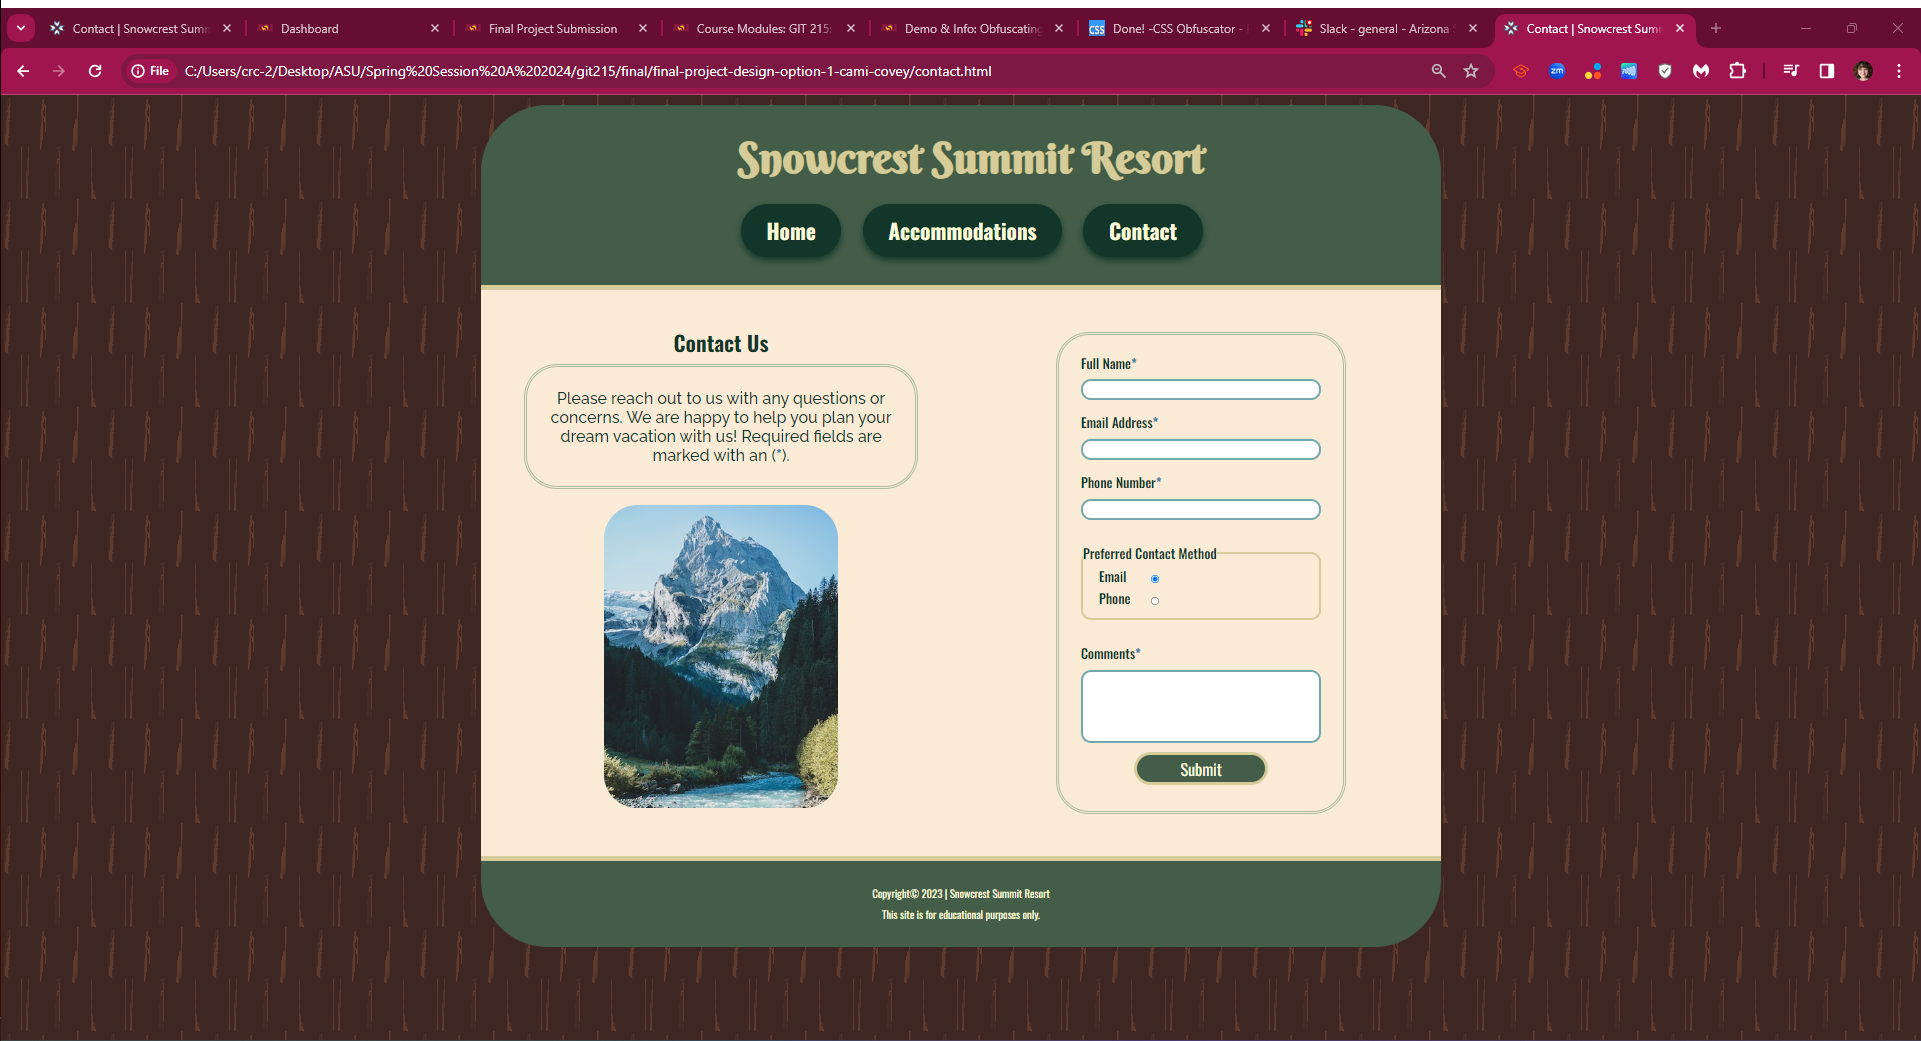 Contact | Snowcrest Sum
Dashboard
Final Project Submission
Course Modules: GIT 215:
Demo & Info: Obfuscating
Done! -CSS Obfuscator -
Slack - general - Arizona
Contact | Snowcrest Sum
File
C:/Users/crc-2/Desktop/ASU/Spring%20Session%20A%202024/git215/final/final-project-design-option-1-cami-covey/contact.html
Snowcrest Summit Resort
Home
Accommodations
Contact
Contact Us
Please reach out to us with any questions or
concerns. We are happy to help you plan your
dream vacation with us! Required fields are
marked with an (*).
Full Name*
Email Address*
Phone Number*
Preferred Contact Method
Email
Phone
Comments*
Submit
Copyright© 2023 | Snowcrest Summit Resort
This site is for educational purposes only.